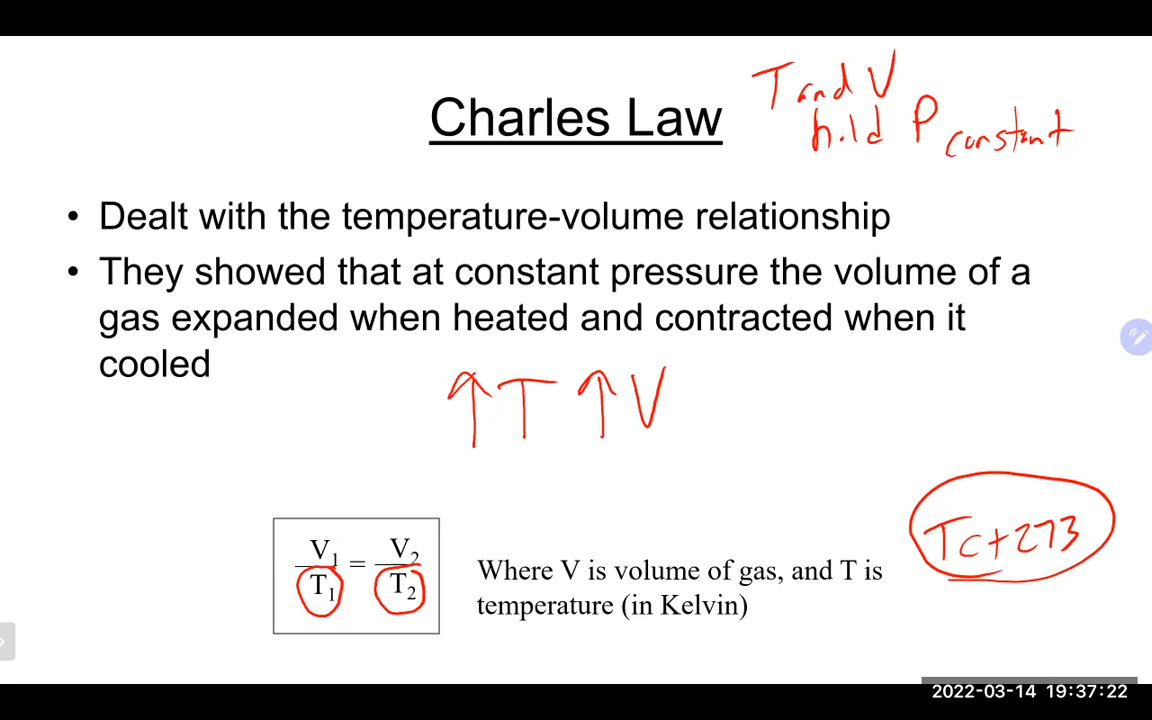 T and V
Charles Law
hold P constant
• Dealt with the temperature-volume relationship
• They showed that at constant pressure the volume of a
gas expanded when heated and contracted when it
cooled
↑T ↑V
Tc+273
V₁/T₁ = V₂/T₂
Where V is volume of gas, and T is
temperature (in Kelvin)
2022-03-14 19:37:22